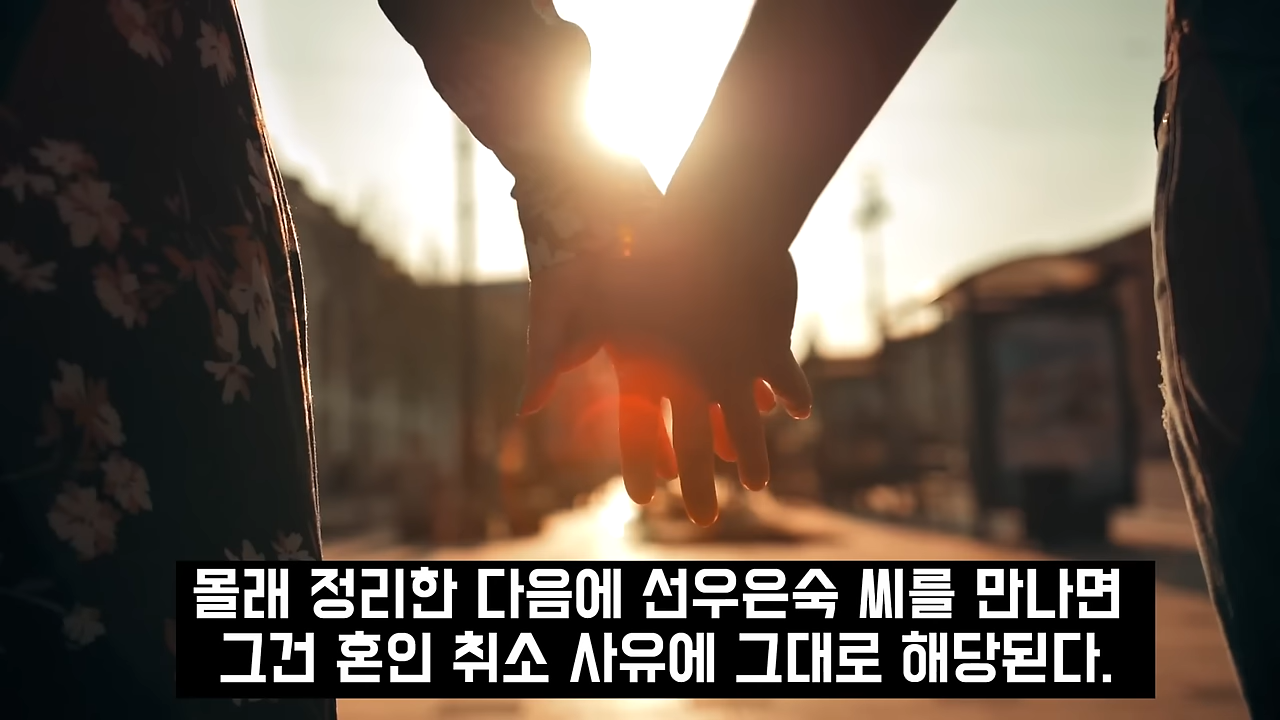 몰래 정리한 다음에 선우은숙 씨를 만나면
그건 혼인 취소 사유에 그대로 해당된다.